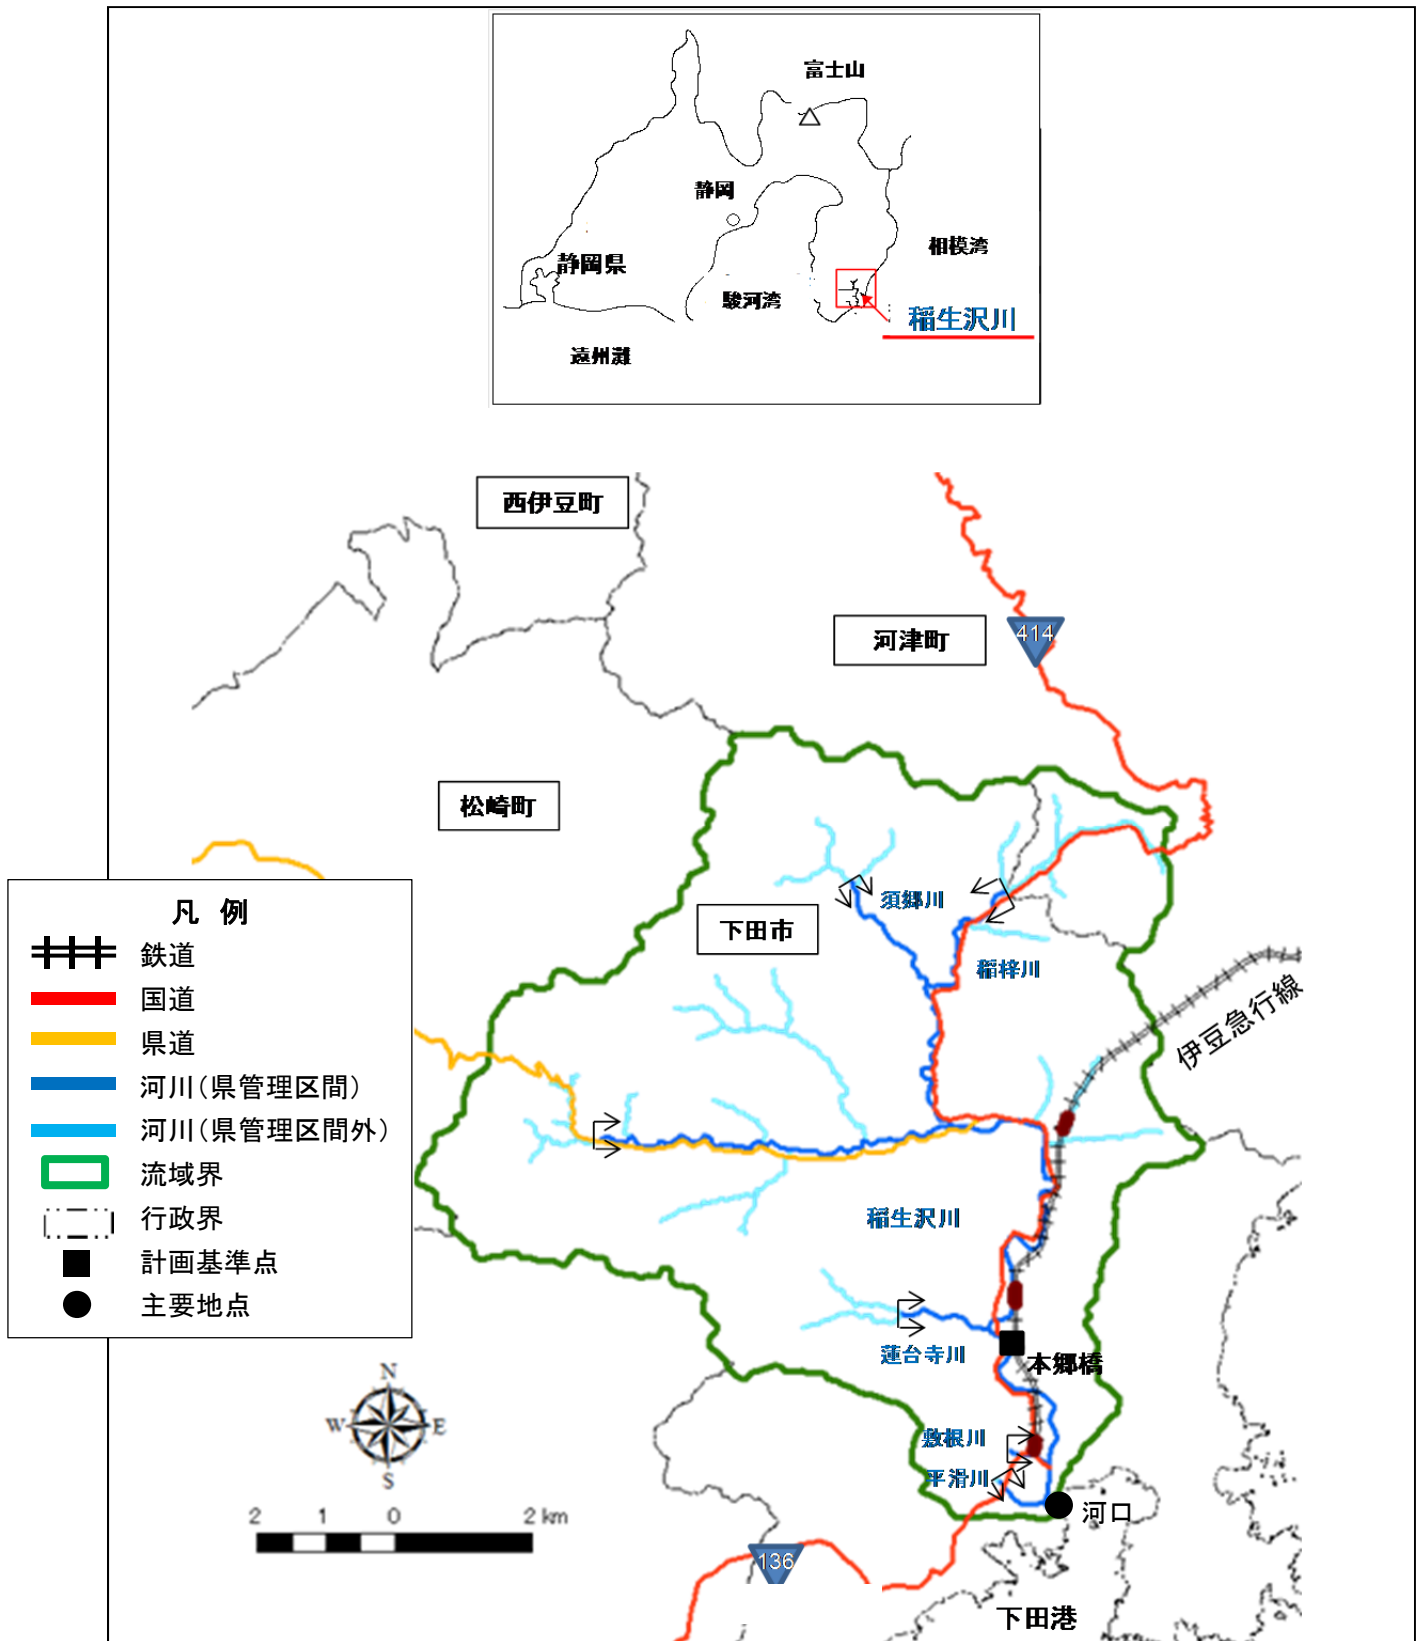 富士山
静岡
相模湾
静岡県
駿河湾
稲生沢川
遠州灘
西伊豆町
河津町
414
松崎町
凡 例
鉄道
国道
県道
河川(県管理区間)
河川(県管理区間外)
流域界
行政界
計画基準点
主要地点
須郷川
下田市
稲梓川
伊豆急行線
稲生沢川
蓮台寺川
本郷橋
敷根川
平滑川
河口
N
W
E
S
2 1 0 2 km
136
下田港